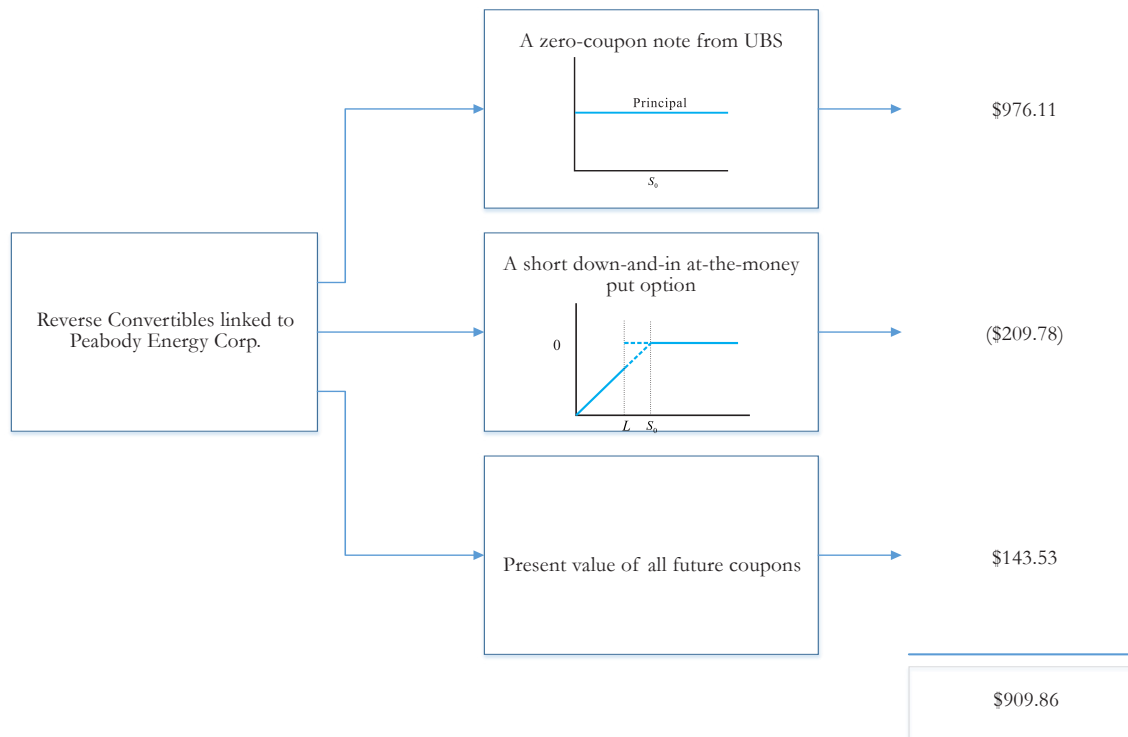 A zero-coupon note from UBS
Principal
S₀
$976.11
Reverse Convertibles linked to
Peabody Energy Corp.
A short down-and-in at-the-money
put option
0
L S₀
($209.78)
Present value of all future coupons
$143.53
$909.86